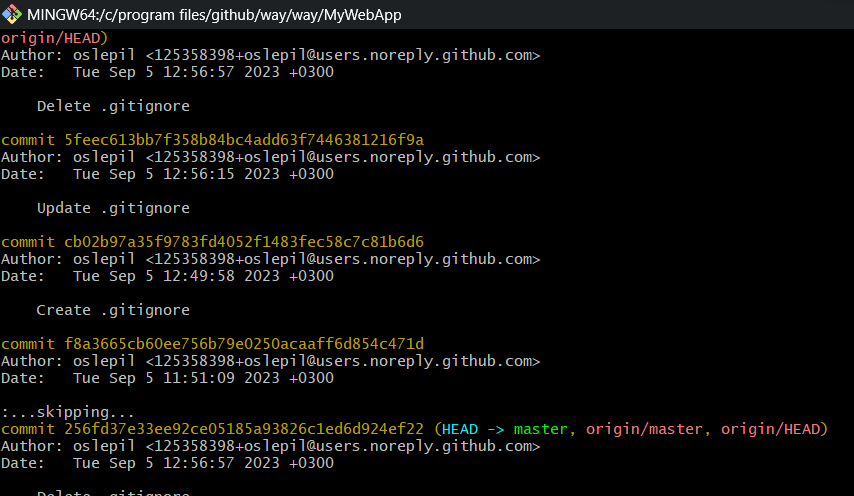 MINGW64:/c/program files/github/way/way/MyWebApp
origin/HEAD)
Author: oslepil <125358398+oslepil@users.noreply.github.com>
Date:   Tue Sep 5 12:56:57 2023 +0300
Delete .gitignore
commit 5feec613bb7f358b84bc4add63f7446381216f9a
Author: oslepil <125358398+oslepil@users.noreply.github.com>
Date:   Tue Sep 5 12:56:15 2023 +0300
Update .gitignore
commit cb02b97a35f9783fd4052f1483fec58c7c81b6d6
Author: oslepil <125358398+oslepil@users.noreply.github.com>
Date:   Tue Sep 5 12:49:58 2023 +0300
Create .gitignore
commit f8a3665cb60ee756b79e0250acaaff6d854c471d
Author: oslepil <125358398+oslepil@users.noreply.github.com>
Date:   Tue Sep 5 11:51:09 2023 +0300
:...skipping...
commit 256fd37e33ee92ce05185a93826c1ed6d924ef22 (HEAD -> master, origin/master, origin/HEAD)
Author: oslepil <125358398+oslepil@users.noreply.github.com>
Date:   Tue Sep 5 12:56:57 2023 +0300
Delete .gitignore